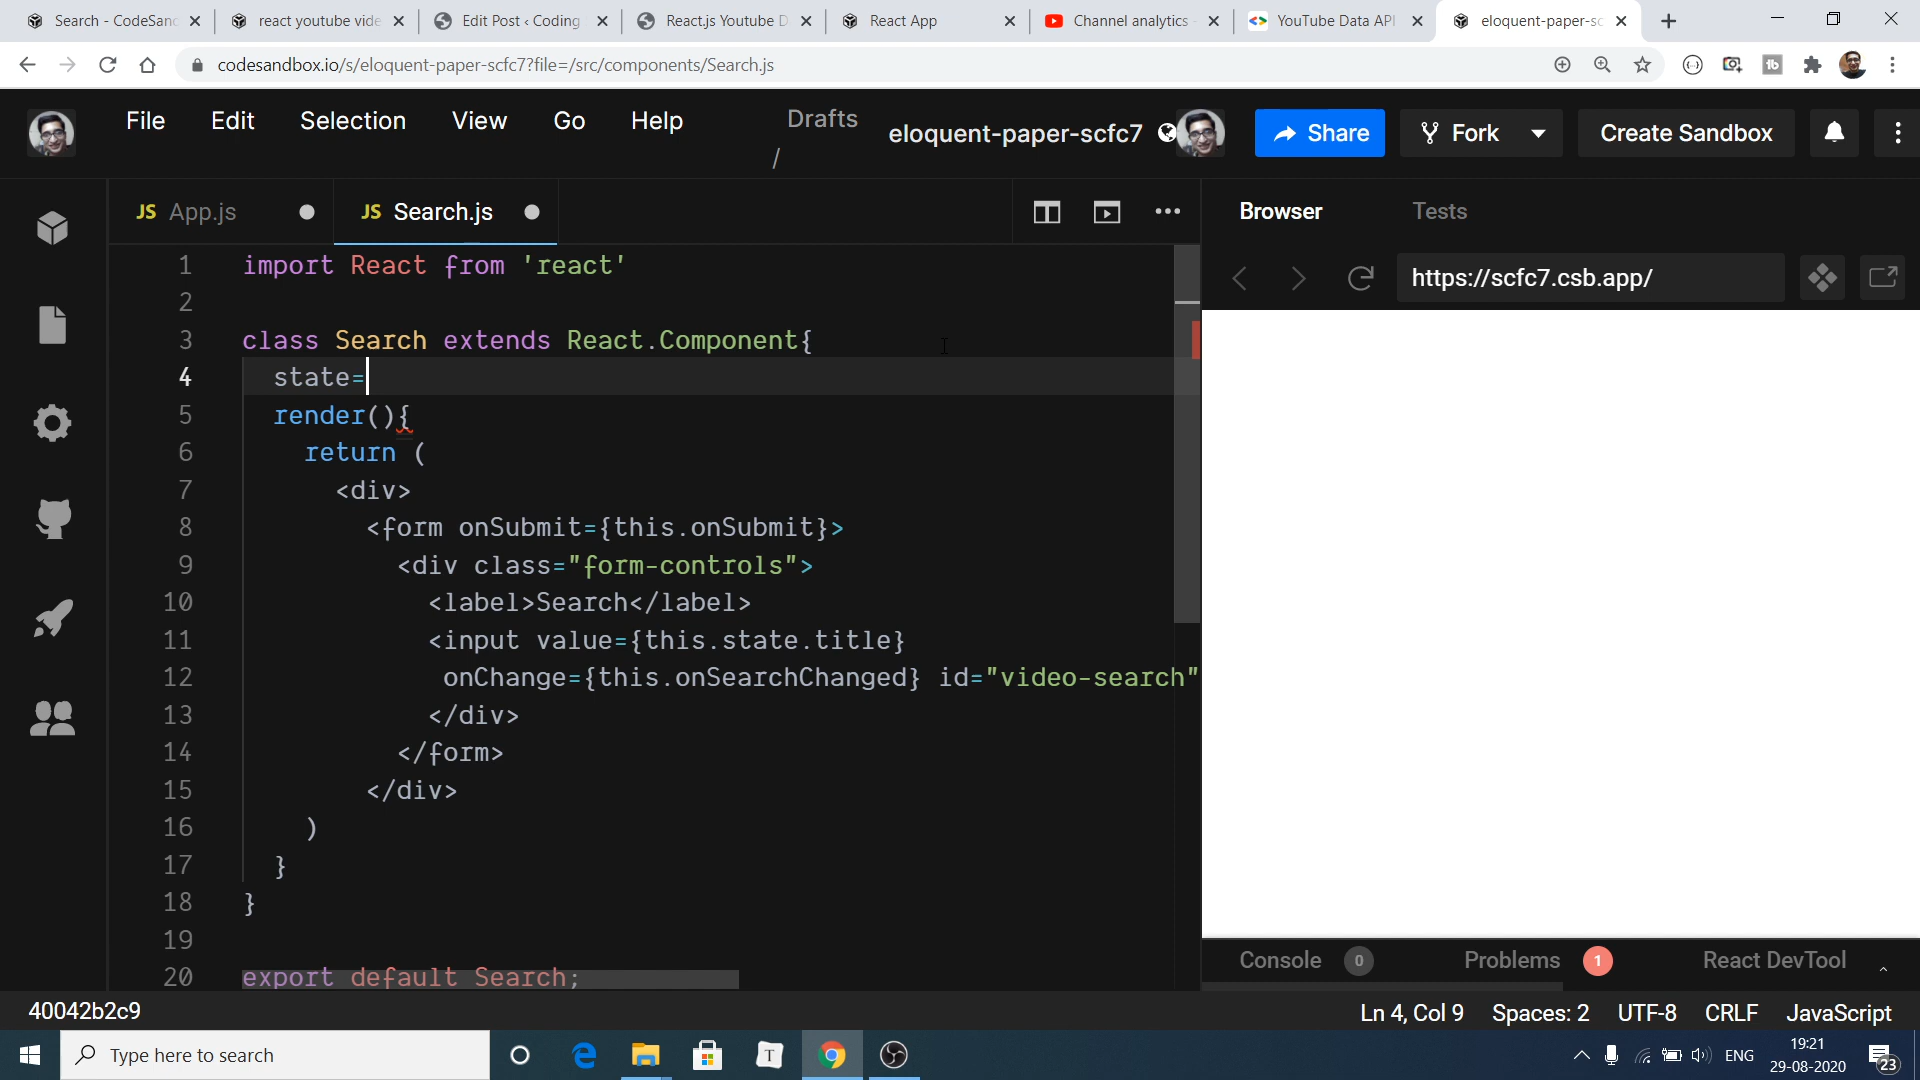 Search - CodeSanc
react youtube vide
Edit Post ‹ Coding
React.js Youtube D
React App
Channel analytics -
YouTube Data API
eloquent-paper-sc
codesandbox.io/s/eloquent-paper-scfc7?file=/src/components/Search.js
File Edit Selection View Go Help
Drafts /
eloquent-paper-scfc7
Share
Fork
Create Sandbox
JS App.js
JS Search.js
Browser
Tests
https://scfc7.csb.app/
1 import React from 'react'
2
3 class Search extends React.Component{
4 state=
5 render(){
6 return (
7 <div>
8 <form onSubmit={this.onSubmit}>
9 <div class="form-controls">
10 <label>Search</label>
11 <input value={this.state.title}
12 onChange={this.onSearchChanged} id="video-search"
13 </div>
14 </form>
15 </div>
16 )
17 }
18 }
19
20 export default Search;
Console 0
Problems 1
React DevTool
40042b2c9
Ln 4, Col 9 Spaces: 2 UTF-8 CRLF JavaScript
Type here to search
T
ENG
19:21
29-08-2020
23